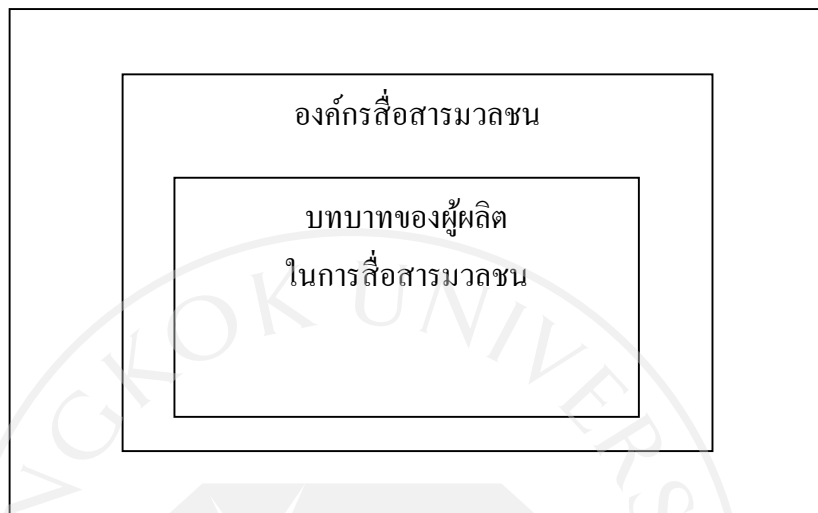 องค์กรสื่อสารมวลชน
บทบาทของผู้ผลิต
ในการสื่อสารมวลชน
NGKOK UNIVERS